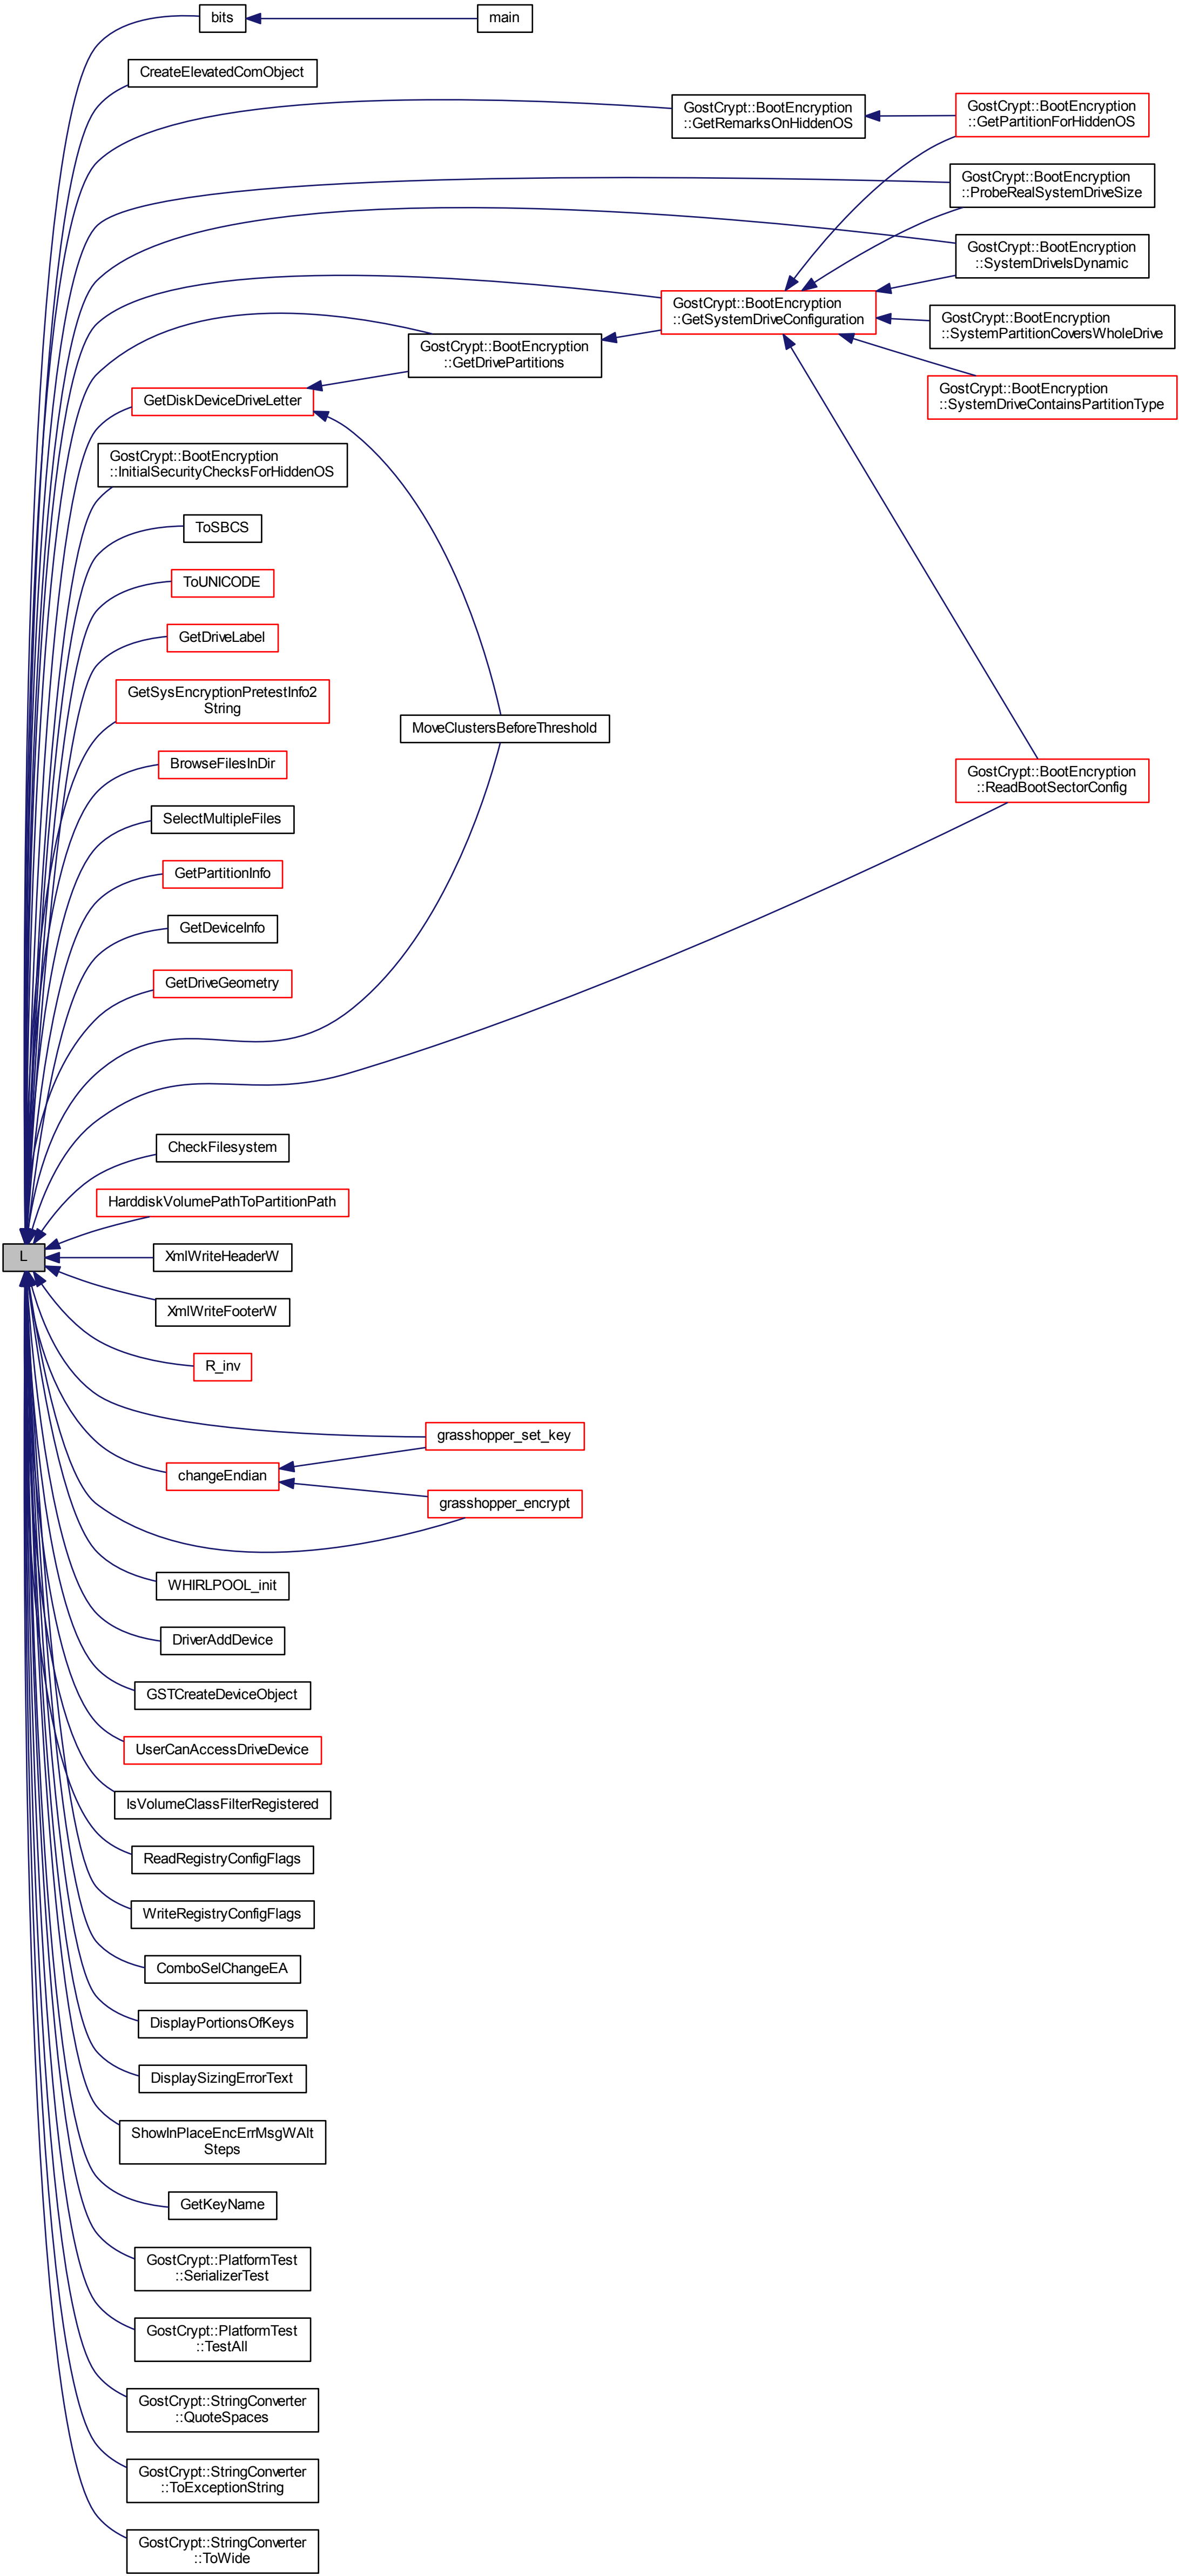 bits
main
CreateElevatedComObject
GostCrypt::BootEncryption
::GetRemarksOnHiddenOS
GostCrypt::BootEncryption
::GetPartitionForHiddenOS
GostCrypt::BootEncryption
::ProbeRealSystemDriveSize
GostCrypt::BootEncryption
::SystemDriveIsDynamic
GostCrypt::BootEncryption
::GetSystemDriveConfiguration
GostCrypt::BootEncryption
::SystemPartitionCoversWholeDrive
GostCrypt::BootEncryption
::GetDrivePartitions
GostCrypt::BootEncryption
::SystemDriveContainsPartitionType
GetDiskDeviceDriveLetter
GostCrypt::BootEncryption
::InitialSecurityChecksForHiddenOS
ToSBCS
ToUNICODE
GetDriveLabel
GetSysEncryptionPretestInfo2
String
MoveClustersBeforeThreshold
BrowseFilesInDir
GostCrypt::BootEncryption
::ReadBootSectorConfig
SelectMultipleFiles
GetPartitionInfo
GetDeviceInfo
GetDriveGeometry
CheckFilesystem
HarddiskVolumePathToPartitionPath
L
XmlWriteHeaderW
XmlWriteFooterW
R_inv
grasshopper_set_key
changeEndian
grasshopper_encrypt
WHIRLPOOL_init
DriverAddDevice
GSTCreateDeviceObject
UserCanAccessDriveDevice
IsVolumeClassFilterRegistered
ReadRegistryConfigFlags
WriteRegistryConfigFlags
ComboSelChangeEA
DisplayPortionsOfKeys
DisplaySizingErrorText
ShowInPlaceEncErrMsgWAlt
Steps
GetKeyName
GostCrypt::PlatformTest
::SerializerTest
GostCrypt::PlatformTest
::TestAll
GostCrypt::StringConverter
::QuoteSpaces
GostCrypt::StringConverter
::ToExceptionString
GostCrypt::StringConverter
::ToWide